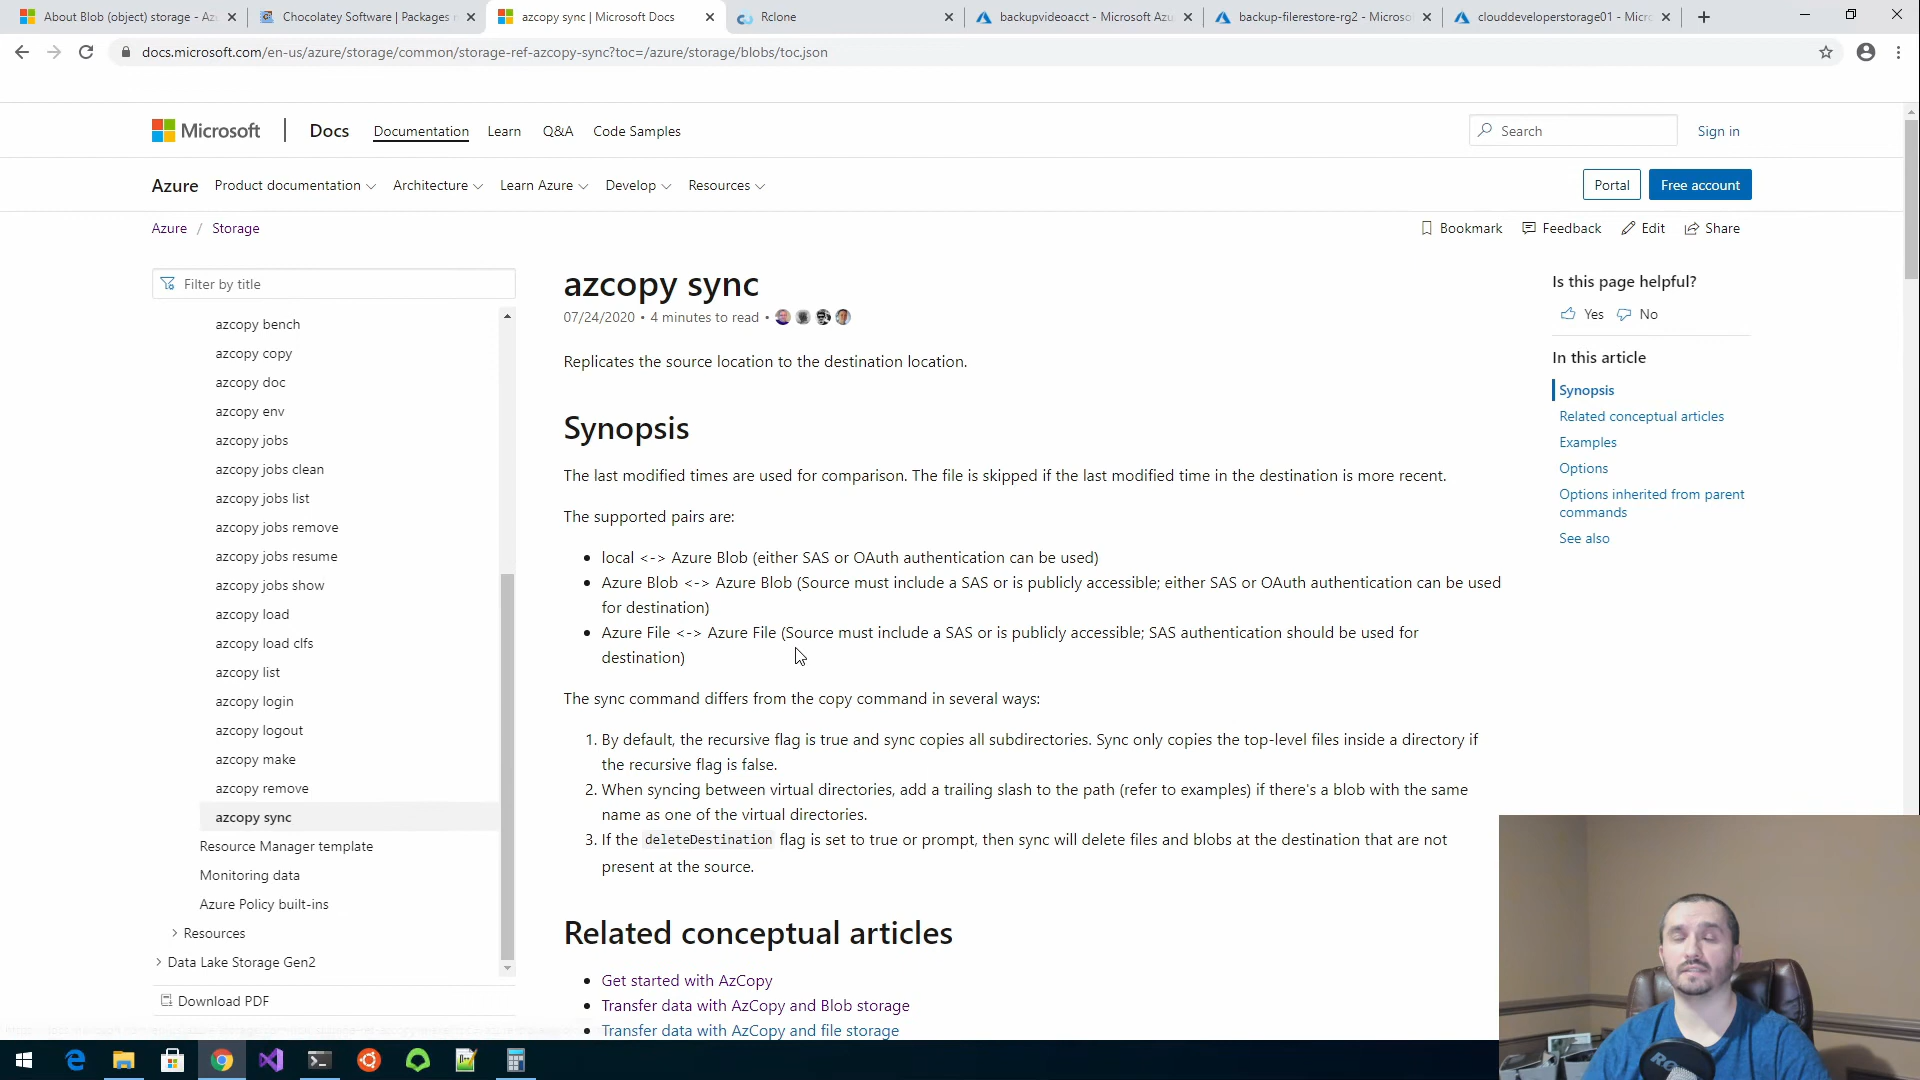 About Blob (object) storage - Az
Chocolatey Software | Packages
azcopy sync | Microsoft Docs
Rclone
backupvideoacct - Microsoft Azu
backup-filerestore-rg2 - Microso
clouddeveloperstorage01 - Micr
docs.microsoft.com/en-us/azure/storage/common/storage-ref-azcopy-sync?toc=/azure/storage/blobs/toc.json
Microsoft
Docs
Documentation
Learn
Q&A
Code Samples
Search
Sign in
Azure
Product documentation
Architecture
Learn Azure
Develop
Resources
Portal
Free account
Azure / Storage
Bookmark
Feedback
Edit
Share
Filter by title
azcopy bench
azcopy copy
azcopy doc
azcopy env
azcopy jobs
azcopy jobs clean
azcopy jobs list
azcopy jobs remove
azcopy jobs resume
azcopy jobs show
azcopy load
azcopy load clfs
azcopy list
azcopy login
azcopy logout
azcopy make
azcopy remove
azcopy sync
Resource Manager template
Monitoring data
Azure Policy built-ins
Resources
Data Lake Storage Gen2
Download PDF
azcopy sync
07/24/2020 • 4 minutes to read •
Replicates the source location to the destination location.
Synopsis
The last modified times are used for comparison. The file is skipped if the last modified time in the destination is more recent.
The supported pairs are:
• local <-> Azure Blob (either SAS or OAuth authentication can be used)
• Azure Blob <-> Azure Blob (Source must include a SAS or is publicly accessible; either SAS or OAuth authentication can be used
for destination)
• Azure File <-> Azure File (Source must include a SAS or is publicly accessible; SAS authentication should be used for
destination)
The sync command differs from the copy command in several ways:
1. By default, the recursive flag is true and sync copies all subdirectories. Sync only copies the top-level files inside a directory if
the recursive flag is false.
2. When syncing between virtual directories, add a trailing slash to the path (refer to examples) if there's a blob with the same
name as one of the virtual directories.
3. If the deleteDestination flag is set to true or prompt, then sync will delete files and blobs at the destination that are not
present at the source.
Related conceptual articles
• Get started with AzCopy
• Transfer data with AzCopy and Blob storage
• Transfer data with AzCopy and file storage
Is this page helpful?
Yes
No
In this article
Synopsis
Related conceptual articles
Examples
Options
Options inherited from parent
commands
See also